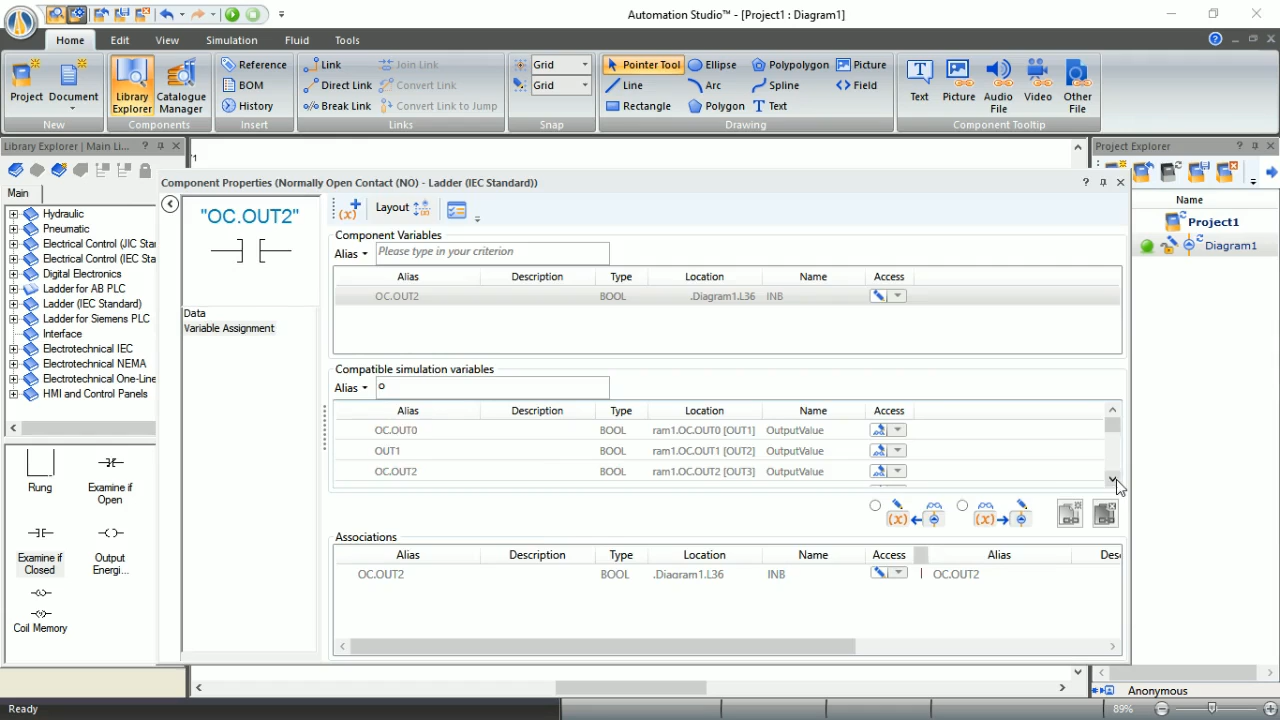 Automation Studio™ - [Project1 : Diagram1]
Home Edit View Simulation Fluid Tools
Project Document
New
Library Explorer
Catalogue Manager
Components
Reference
BOM
History
Insert
Link
Direct Link
Break Link
Join Link
Convert Link
Convert Link to Jump
Links
Grid
Grid
Snap
Pointer Tool Ellipse Polypolygon Picture
Line Arc Spline Field
Rectangle Polygon Text
Drawing
Text Picture Audio File Video Other File
Component Tooltip
Library Explorer | Main Li...
Main
Hydraulic
Pneumatic
Electrical Control (JIC Star
Electrical Control (IEC Sta
Digital Electronics
Ladder for AB PLC
Ladder (IEC Standard)
Ladder for Siemens PLC
Interface
Electrotechnical IEC
Electrotechnical NEMA
Electrotechnical One-Line
HMI and Control Panels
Rung
Examine if Open
Examine if Closed
Output Energi...
Coil Memory
Component Properties (Normally Open Contact (NO) - Ladder (IEC Standard))
"OC.OUT2"
Data
Variable Assignment
(x) Layout
Component Variables
Alias Please type in your criterion
Alias Description Type Location Name Access
OC.OUT2 BOOL .Diagram1.L36 INB
Compatible simulation variables
Alias o
Alias Description Type Location Name Access
OC.OUT0 BOOL ram1.OC.OUT0 [OUT1] OutputValue
OUT1 BOOL ram1.OC.OUT1 [OUT2] OutputValue
OC.OUT2 BOOL ram1.OC.OUT2 [OUT3] OutputValue
(x) (x)
Associations
Alias Description Type Location Name Access Alias Desc
OC.OUT2 BOOL .Diagram1.L36 INB OC.OUT2
Project Explorer
Name
Project1
Diagram1
Anonymous
Ready
89%